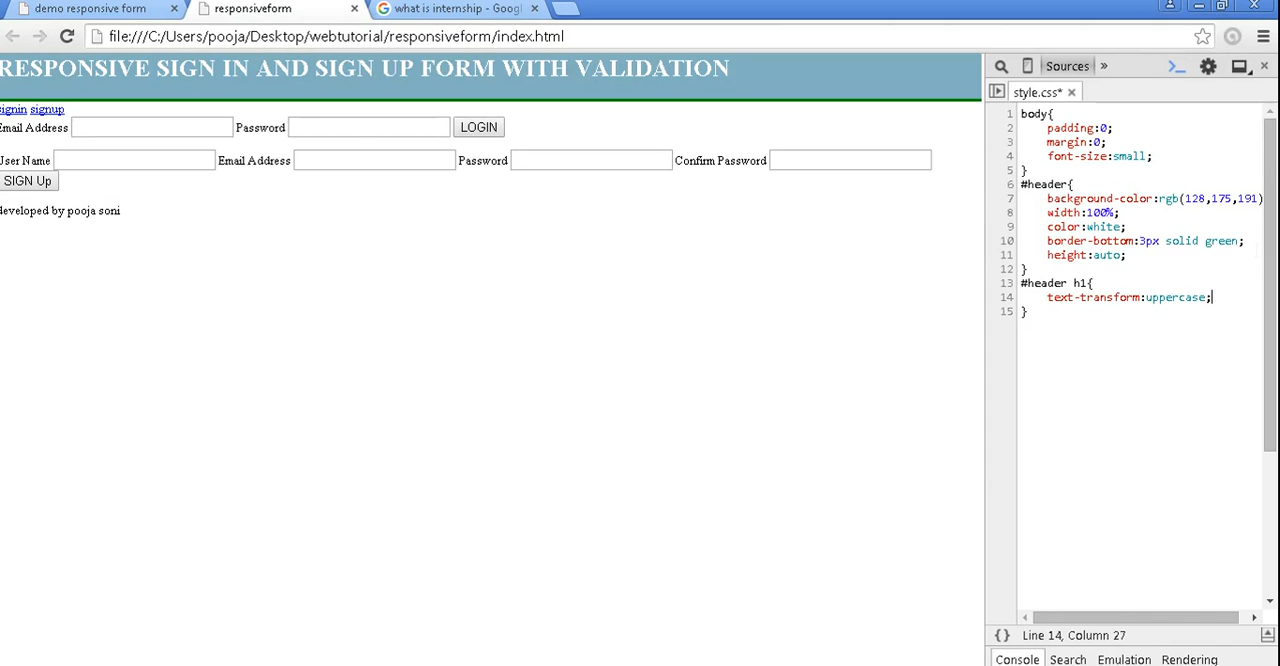 demo responsive form
responsiveform
what is internship - Googl
file:///C:/Users/pooja/Desktop/webtutorial/responsiveform/index.html
RESPONSIVE SIGN IN AND SIGN UP FORM WITH VALIDATION
signin signup
Email Address Password LOGIN
User Name Email Address Password Confirm Password
SIGN Up
developed by pooja soni
Sources »
style.css*
1 body{
2 padding:0;
3 margin:0;
4 font-size:small;
5 }
6 #header{
7 background-color:rgb(128,175,191)
8 width:100%;
9 color:white;
10 border-bottom:3px solid green;
11 height:auto;
12 }
13 #header h1{
14 text-transform:uppercase;
15 }
{} Line 14, Column 27
Console Search Emulation Rendering